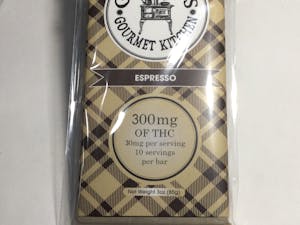 GOURMET KITCHEN
ESPRESSO
300mg
OF THC
30mg per serving
10 servings
per bar
Net Weight 3oz (85g)